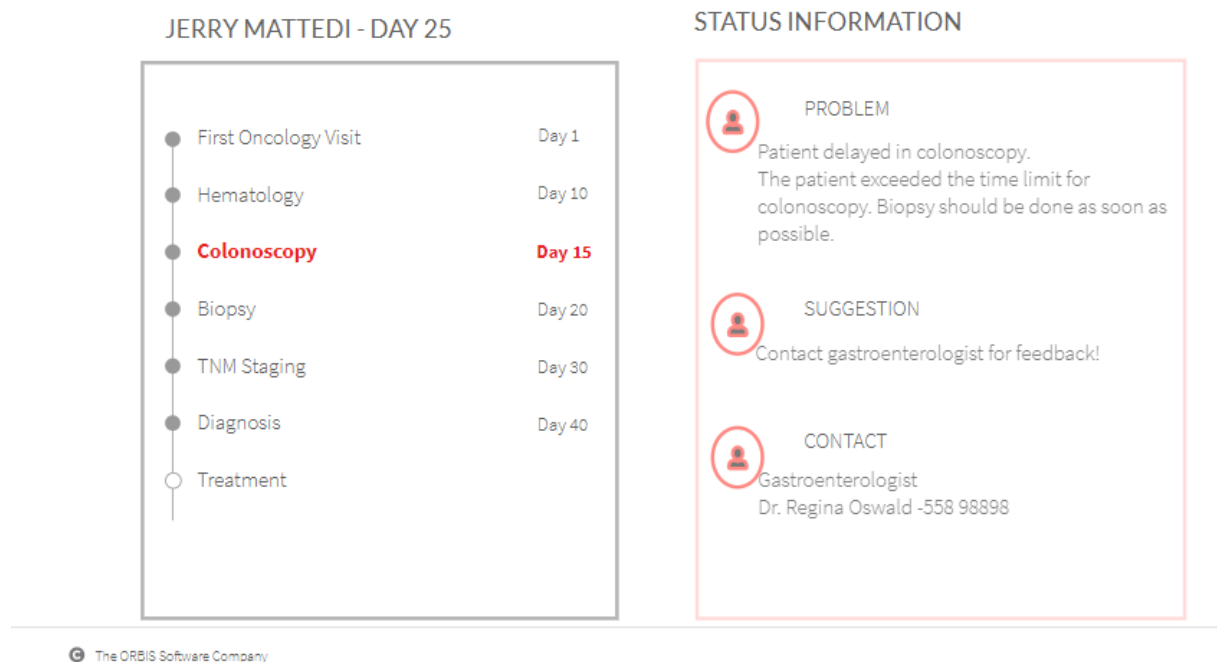 JERRY MATTEDI - DAY 25
First Oncology Visit Day 1
Hematology Day 10
Colonoscopy Day 15
Biopsy Day 20
TNM Staging Day 30
Diagnosis Day 40
Treatment
STATUS INFORMATION
PROBLEM
Patient delayed in colonoscopy.
The patient exceeded the time limit for
colonoscopy. Biopsy should be done as soon as
possible.
SUGGESTION
Contact gastroenterologist for feedback!
CONTACT
Gastroenterologist
Dr. Regina Oswald -558 98898
© The ORBIS Software Company